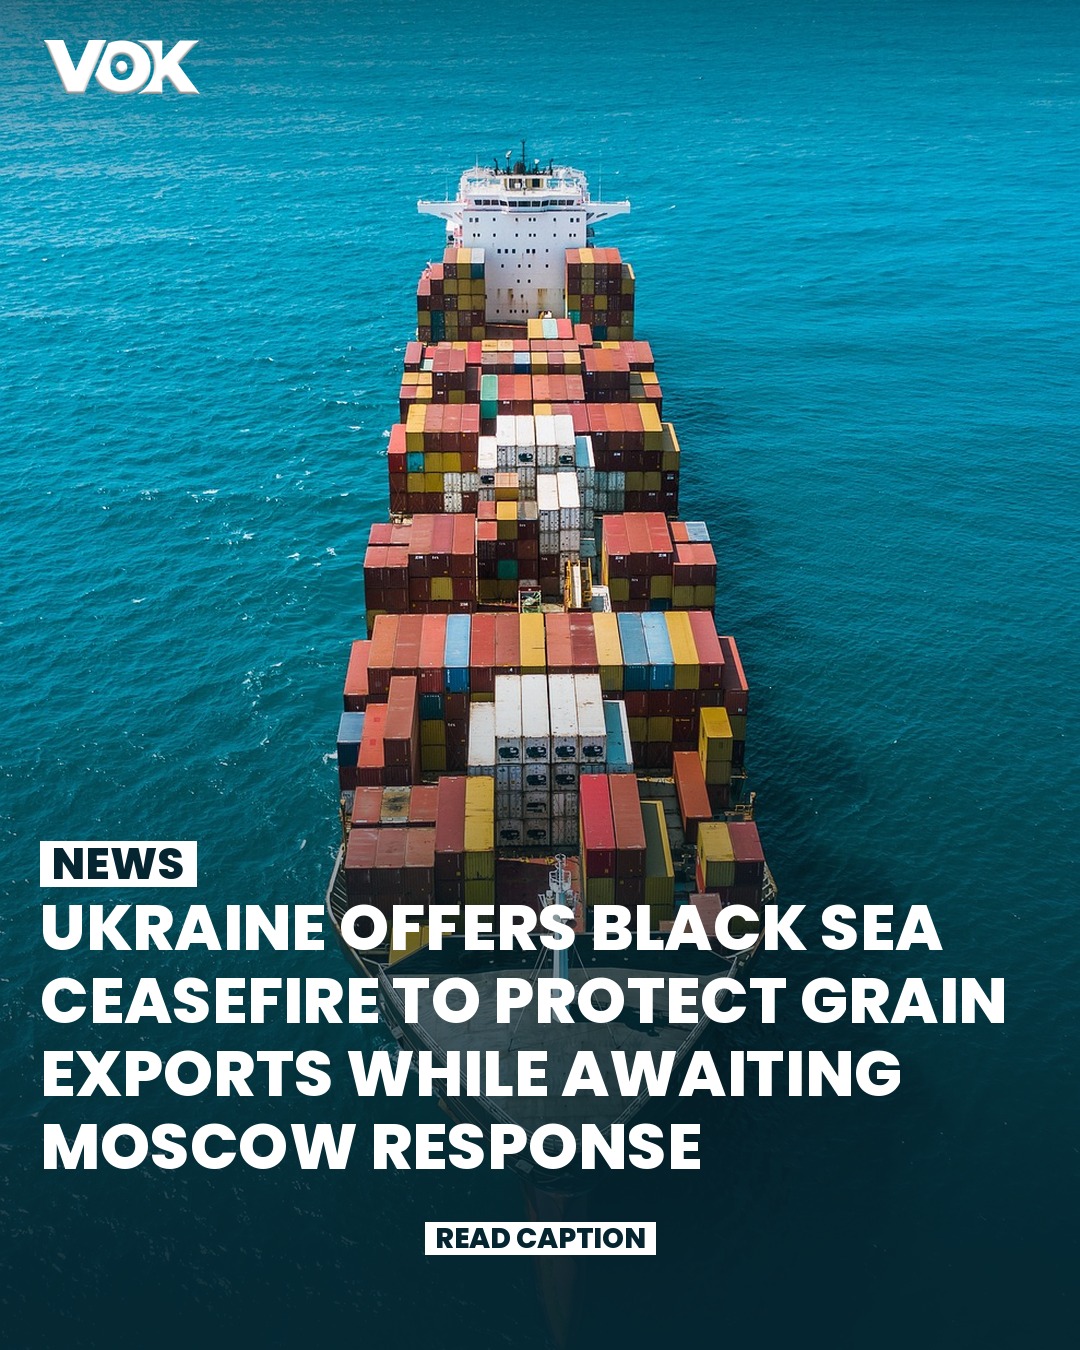 VOK
NEWS
UKRAINE OFFERS BLACK SEA
CEASEFIRE TO PROTECT GRAIN
EXPORTS WHILE AWAITING
MOSCOW RESPONSE
READ CAPTION